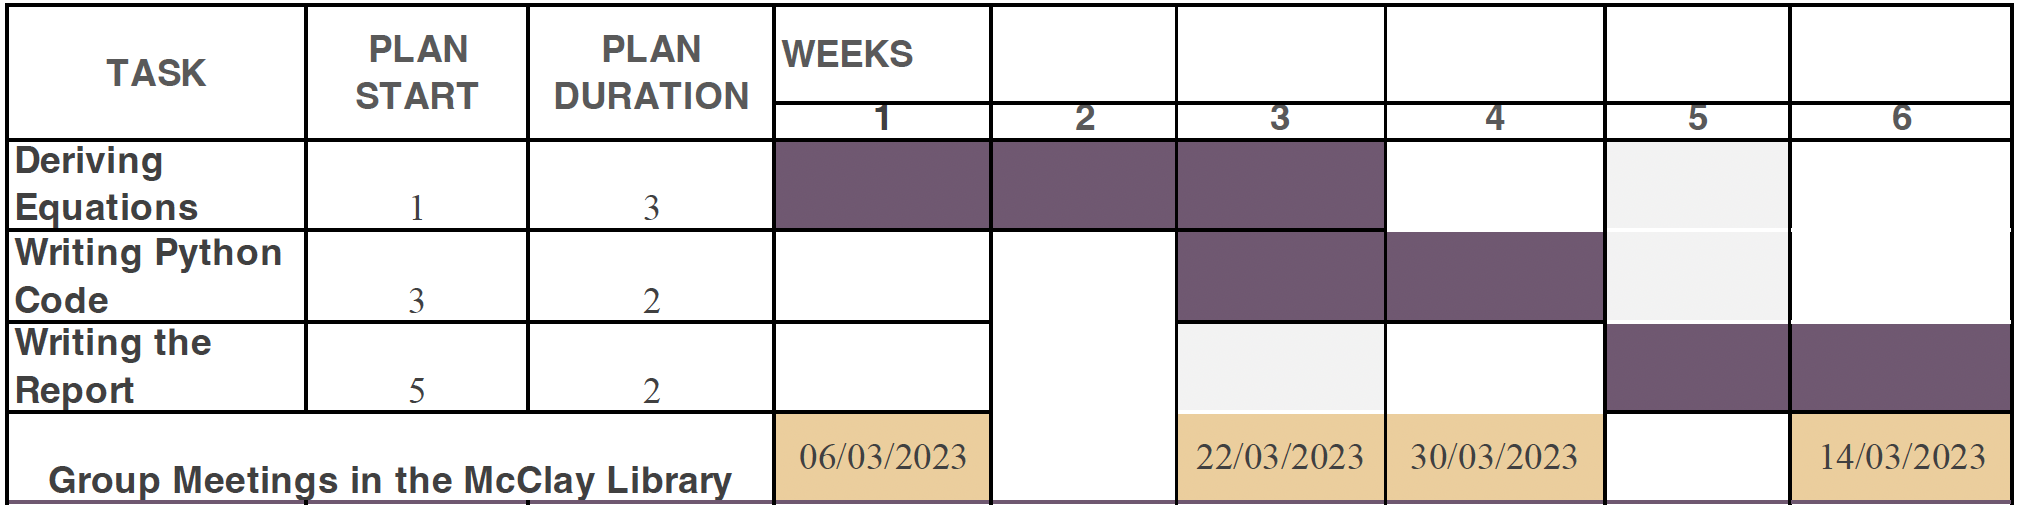 TASK
PLAN
START
PLAN
DURATION
WEEKS
1 2 3 4 5 6
Deriving
Equations 1 3
Writing Python
Code 3 2
Writing the
Report 5 2
Group Meetings in the McClay Library 06/03/2023 22/03/2023 30/03/2023 14/03/2023